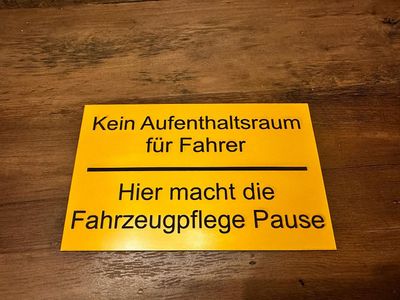 Kein Aufenthaltsraum
für Fahrer
Hier macht die
Fahrzeugpflege Pause